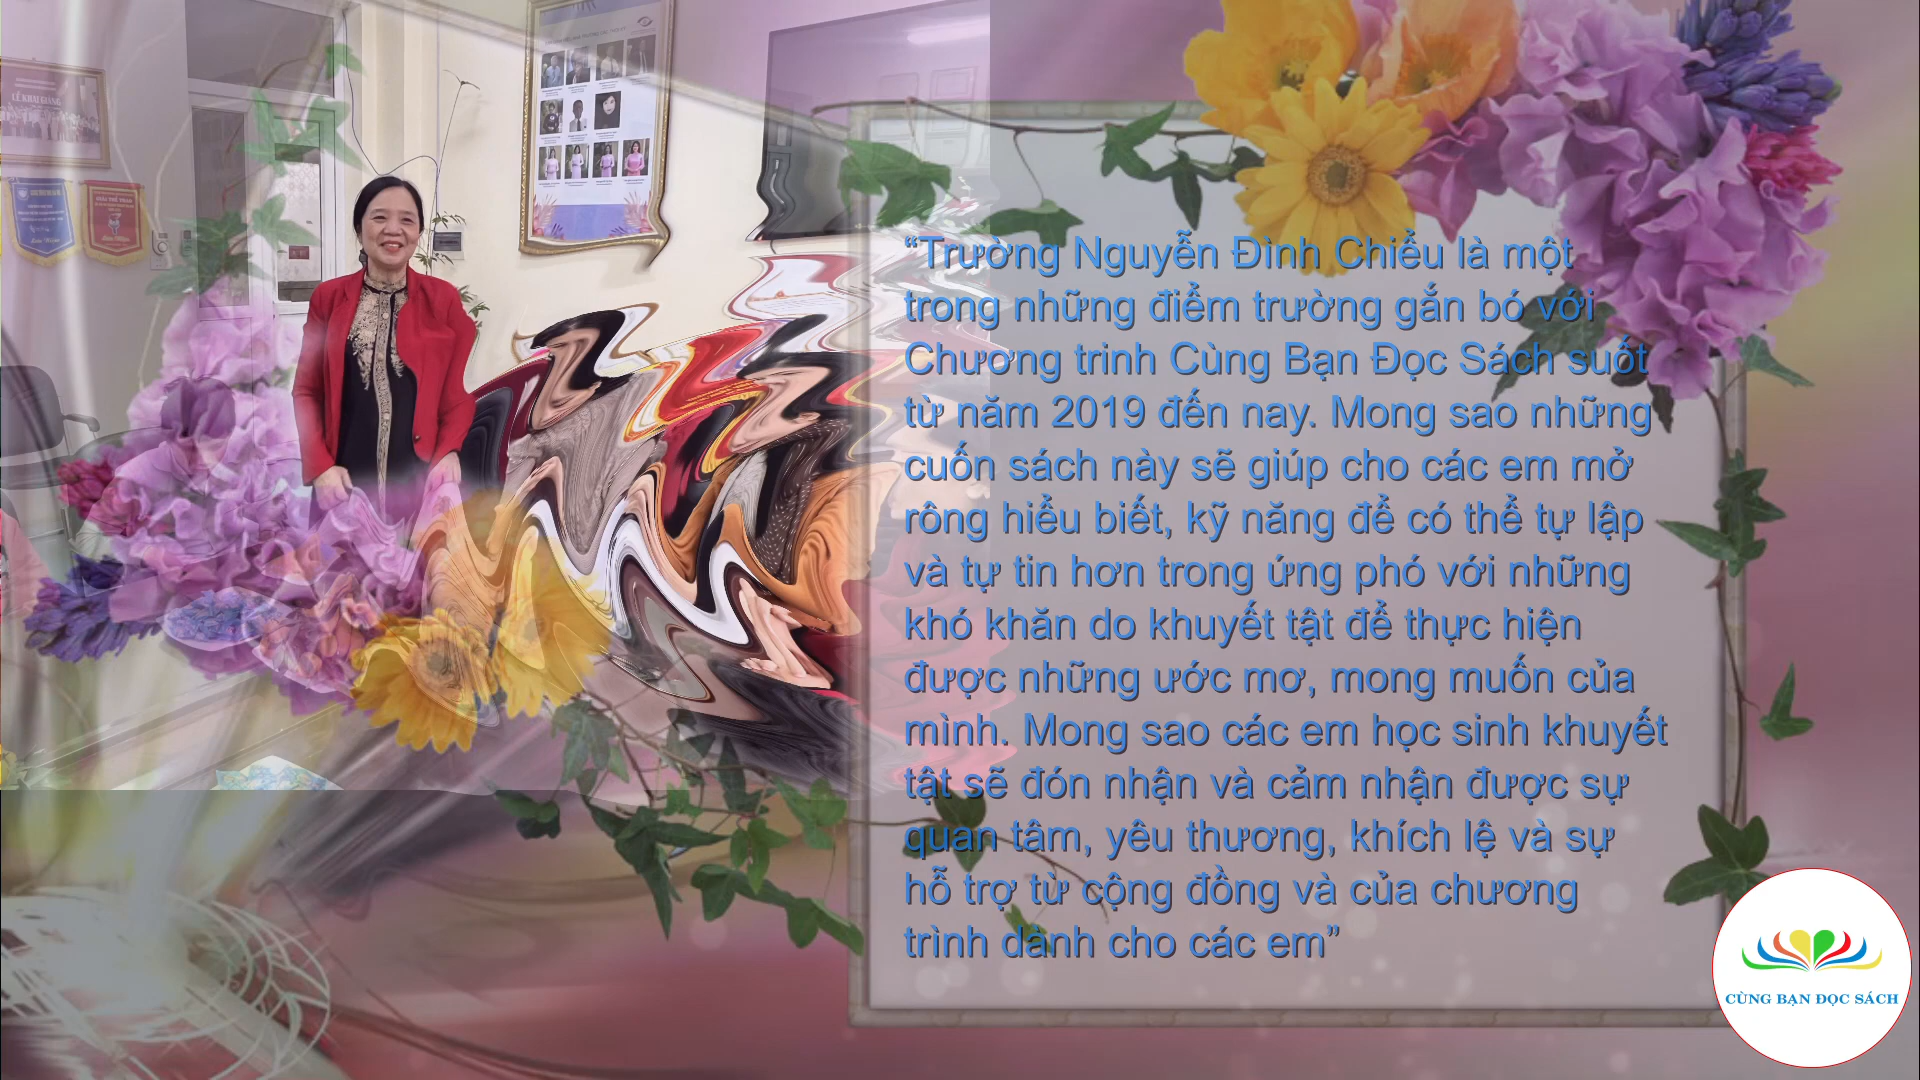 LỄ KHAI GIẢNG
“Trường Nguyễn Đình Chiểu là một
trong những điểm trường gắn bó với
Chương trinh Cùng Bạn Đọc Sách suốt
từ năm 2019 đến nay. Mong sao những
cuốn sách này sẽ giúp cho các em mở
rông hiểu biết, kỹ năng để có thể tự lập
và tự tin hơn trong ứng phó với những
khó khăn do khuyết tật để thực hiện
được những ước mơ, mong muốn của
mình. Mong sao các em học sinh khuyết
tật sẽ đón nhận và cảm nhận được sự
quan tâm, yêu thương, khích lệ và sự
hỗ trợ từ cộng đồng và của chương
trình dành cho các em”
CÙNG BẠN ĐỌC SÁCH